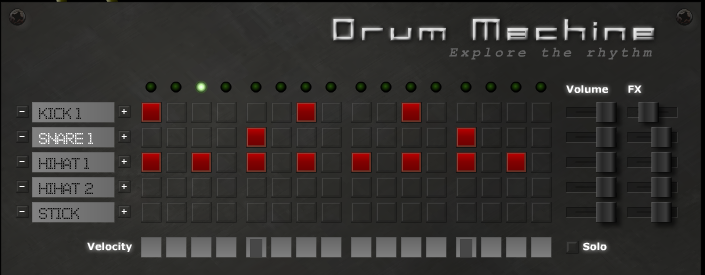 Drum Machine
Explore the rhythm
Volume FX
- KICK 1 +
- SNARE 1 +
- HIHAT 1 +
- HIHAT 2 +
- STICK +
Velocity Solo